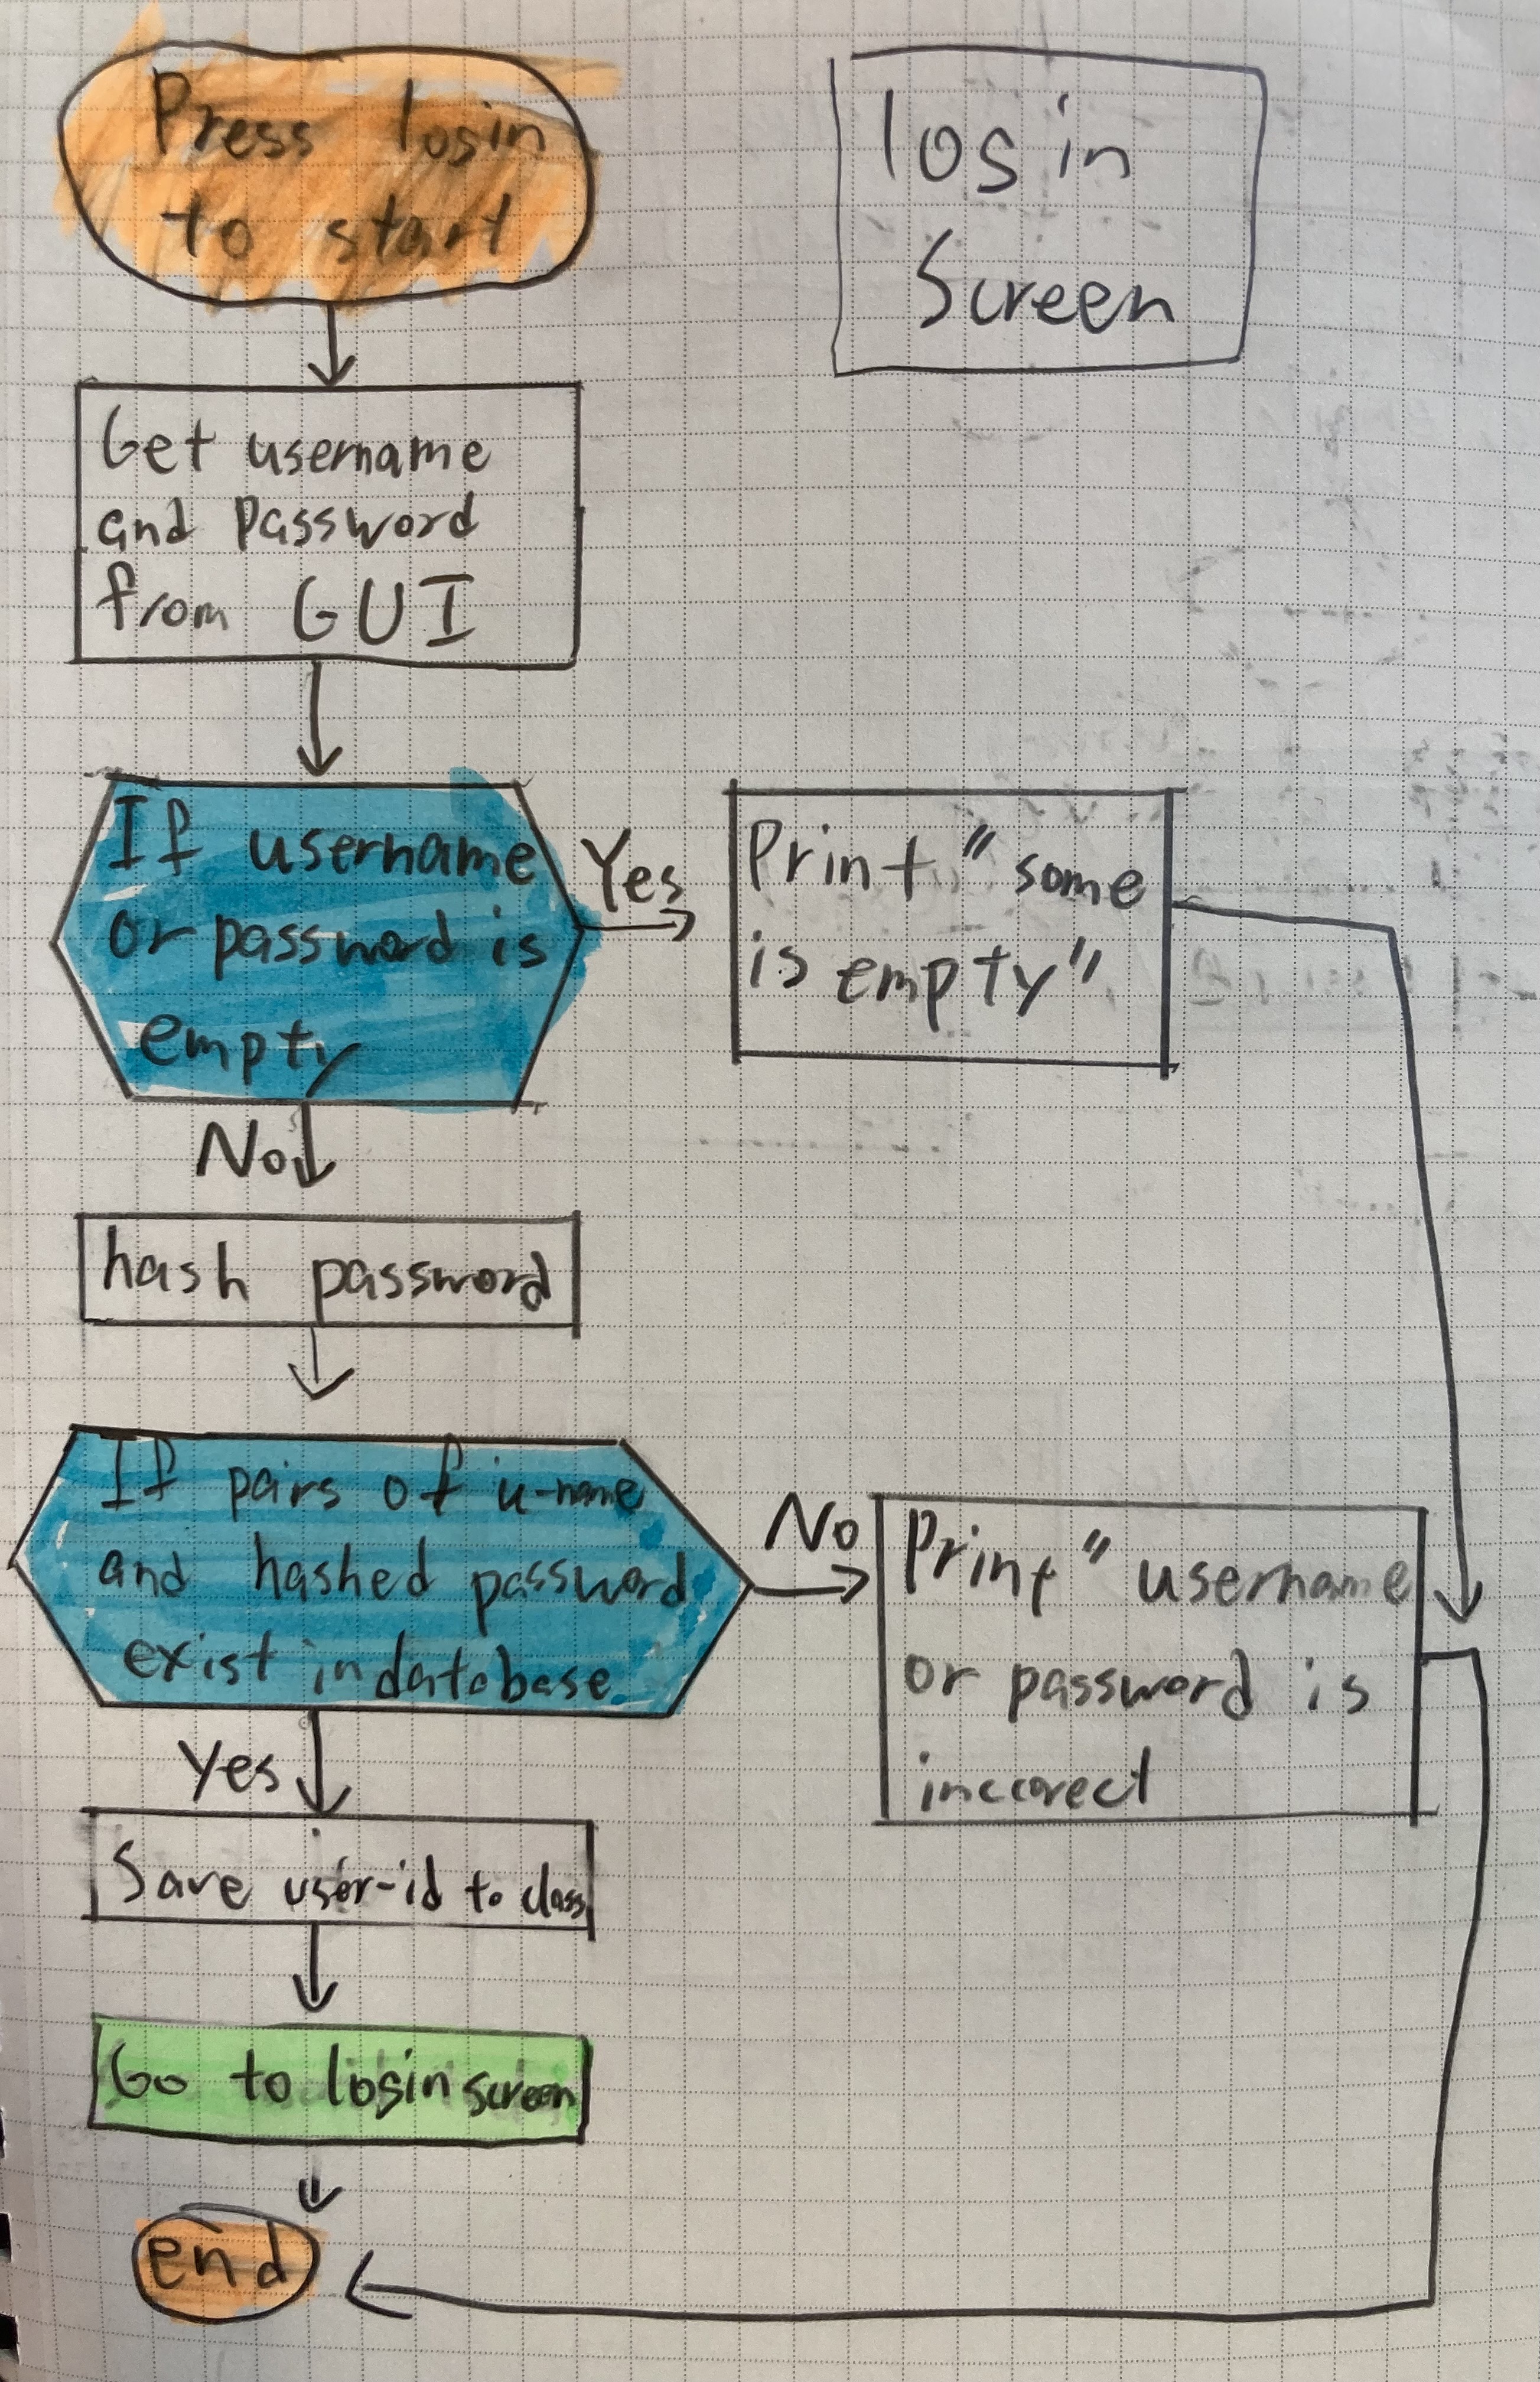 Press login
to start
login
Screen
Get username
and Password
from GUI
If username
or password is
empty
Yes
Print "some
is empty"
No
hash password
If pairs of u-name
and hashed password
exist in database
No
Print "username
or password is
incorrect
Yes
Save user-id to class
Go to login screen
end